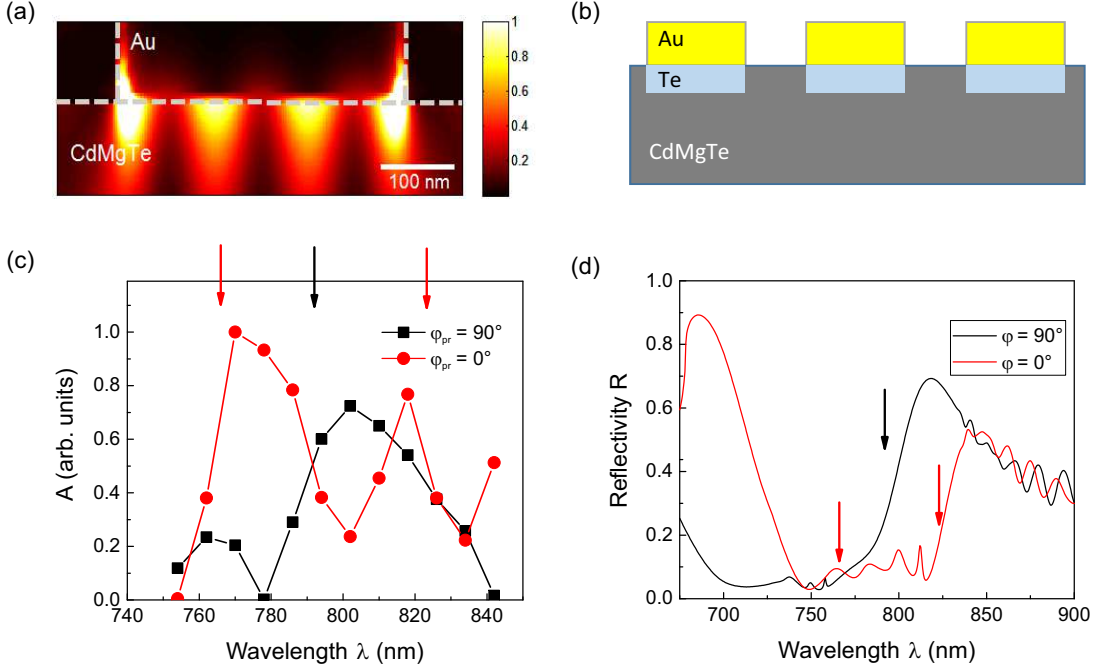 (a)
Au
CdMgTe
100 nm
1
0.8
0.6
0.4
0.2
(b)
Au
Te
CdMgTe
(c)
A (arb. units)
1.0
0.8
0.6
0.4
0.2
0.0
φpr = 90°
φpr = 0°
740 760 780 800 820 840
Wavelength λ (nm)
(d)
Reflectivity R
1.0
0.8
0.6
0.4
0.2
0.0
φ = 90°
φ = 0°
700 750 800 850 900
Wavelength λ (nm)